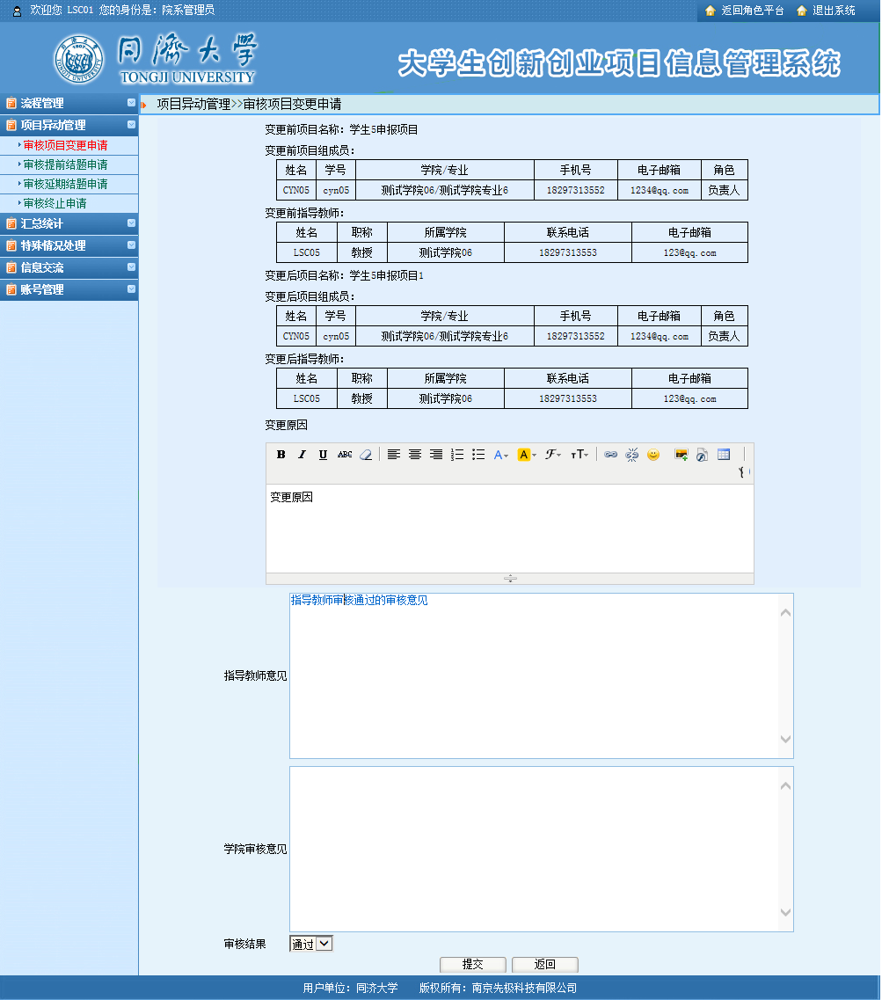 欢迎您 LSC01 您的身份是: 院系管理员 返回角色平台 退出系统
同济大学
TONGJI UNIVERSITY
大学生创新创业项目信息管理系统
流程管理
项目异动管理
审核项目变更申请
审核提前结题申请
审核延期结题申请
审核终止申请
汇总统计
特殊情况处理
信息交流
账号管理
项目异动管理>>审核项目变更申请
变更前项目名称: 学生5申报项目
变更前项目组成员:
姓名 学号 学院/专业 手机号 电子邮箱 角色
CYN05 cyn05 测试学院06/测试学院专业6 18297313552 1234@qq.com 负责人
变更前指导教师:
姓名 职称 所属学院 联系电话 电子邮箱
LSC05 教授 测试学院06 18297313553 123@qq.com
变更后项目名称: 学生5申报项目1
变更后项目组成员:
姓名 学号 学院/专业 手机号 电子邮箱 角色
CYN05 cyn05 测试学院06/测试学院专业6 18297313552 1234@qq.com 负责人
变更后指导教师:
姓名 职称 所属学院 联系电话 电子邮箱
LSC05 教授 测试学院06 18297313553 123@qq.com
变更原因
B I U ABC A A F TT
变更原因
指导教师意见
指导教师审核通过的审核意见
学院审核意见
审核结果 通过
提交 返回
用户单位: 同济大学 版权所有: 南京先极科技有限公司